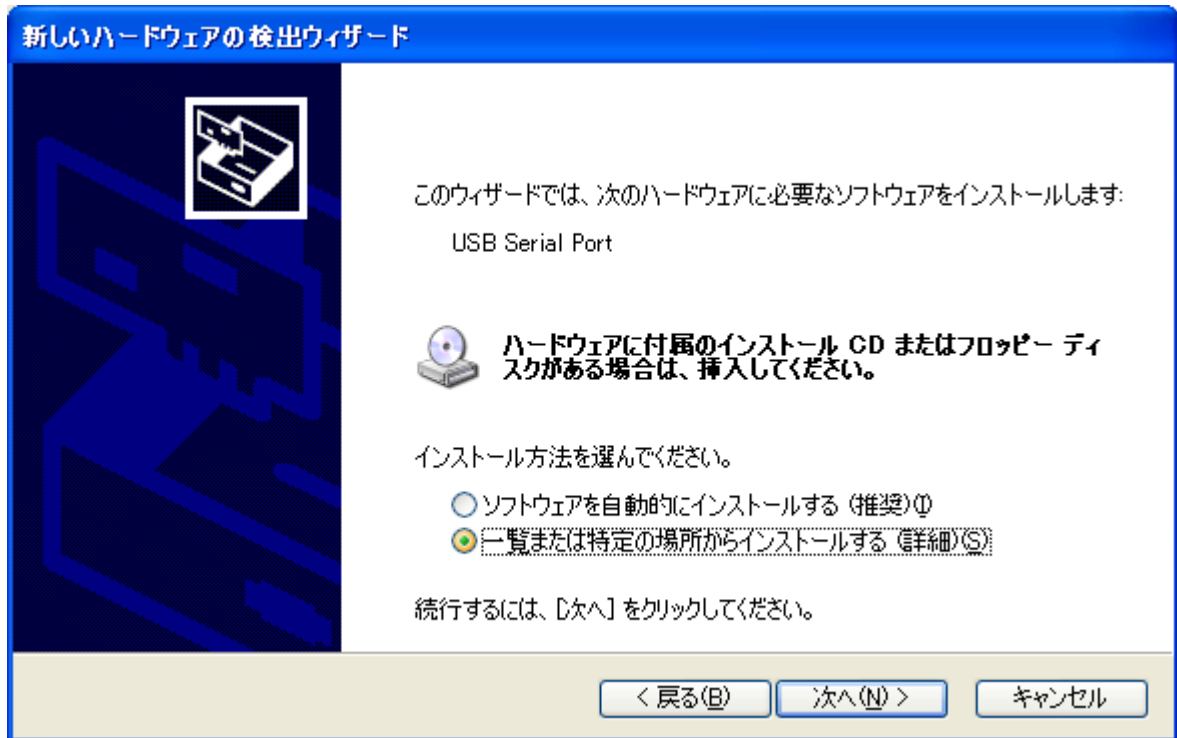 新しいハードウェアの検出ウィザード
このウィザードでは、次のハードウェアに必要なソフトウェアをインストールします:
USB Serial Port
ハードウェアに付属のインストール CD またはフロッピー ディ
スクがある場合は、挿入してください。
インストール方法を選んでください。
ソフトウェアを自動的にインストールする (推奨)(I)
一覧または特定の場所からインストールする (詳細)(S)
続行するには、[次へ] をクリックしてください。
< 戻る(B) 次へ(N) > キャンセル